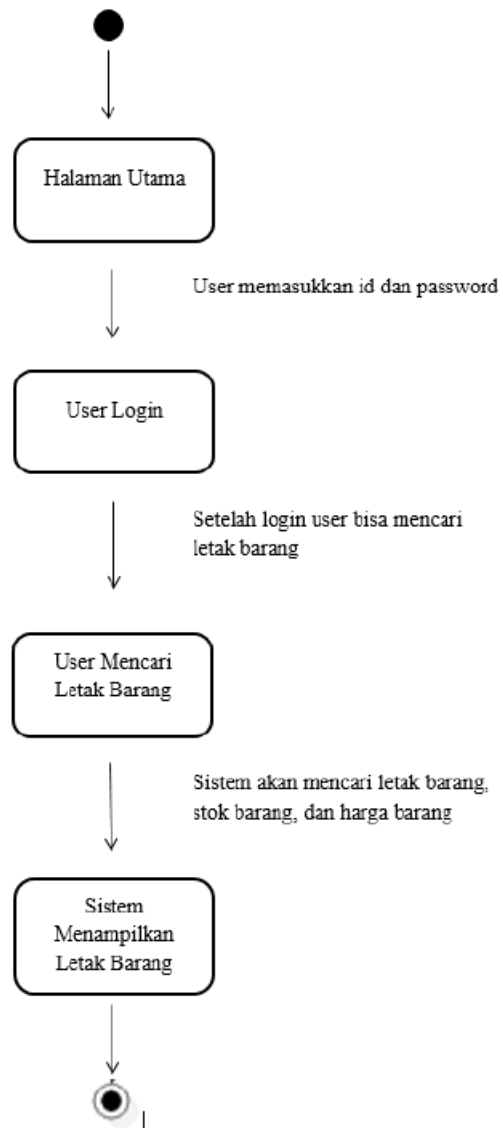 Halaman Utama
User memasukkan id dan password
User Login
Setelah login user bisa mencari
letak barang
User Mencari
Letak Barang
Sistem akan mencari letak barang,
stok barang, dan harga barang
Sistem
Menampilkan
Letak Barang